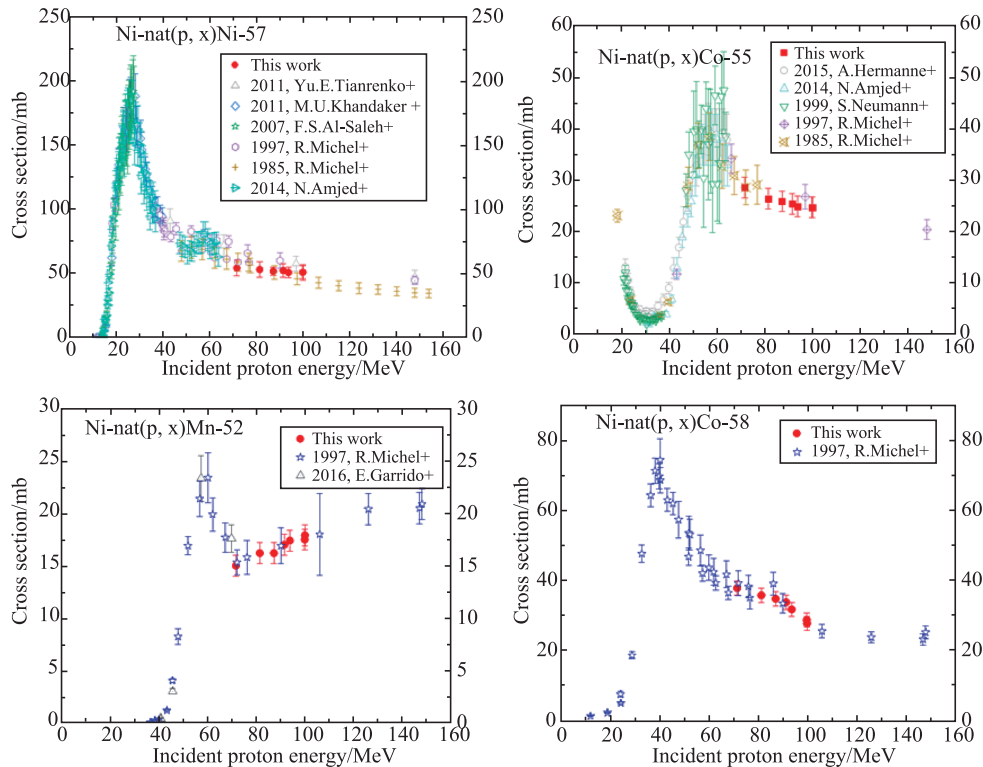 Ni-nat(p, x)Ni-57
This work
2011, Yu.E.Tianrenko+
2011, M.U.Khandaker +
2007, F.S.Al-Saleh+
1997, R.Michel+
1985, R.Michel+
2014, N.Amjed+
Cross section/mb
250
200
150
100
50
0
250
200
150
100
50
0
0 20 40 60 80 100 120 140 160
Incident proton energy/MeV
Ni-nat(p, x)Co-55
This work
2015, A.Hermanne+
2014, N.Amjed+
1999, S.Neumann+
1997, R.Michel+
1985, R.Michel+
Cross section/mb
60
50
40
30
20
10
0
60
50
40
30
20
10
0
0 20 40 60 80 100 120 140 160
Incident proton energy/MeV
Ni-nat(p, x)Mn-52
This work
1997, R.Michel+
2016, E.Garrido+
Cross section/mb
30
25
20
15
10
5
0
30
25
20
15
10
5
0
0 20 40 60 80 100 120 140 160
Incident proton energy/MeV
Ni-nat(p, x)Co-58
This work
1997, R.Michel+
Cross section/mb
80
60
40
20
0
80
60
40
20
0
0 20 40 60 80 100 120 140 160
Incident proton energy/MeV